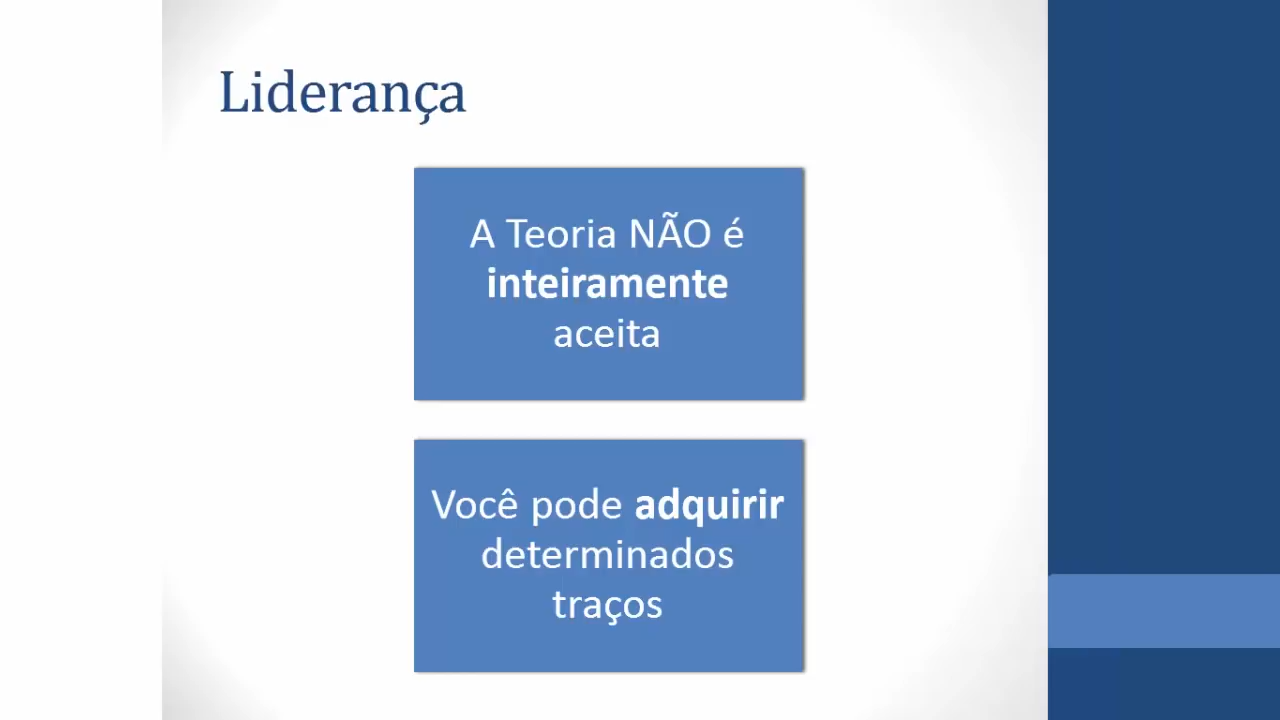 Liderança
A Teoria NÃO é
inteiramente
aceita
Você pode adquirir
determinados
traços